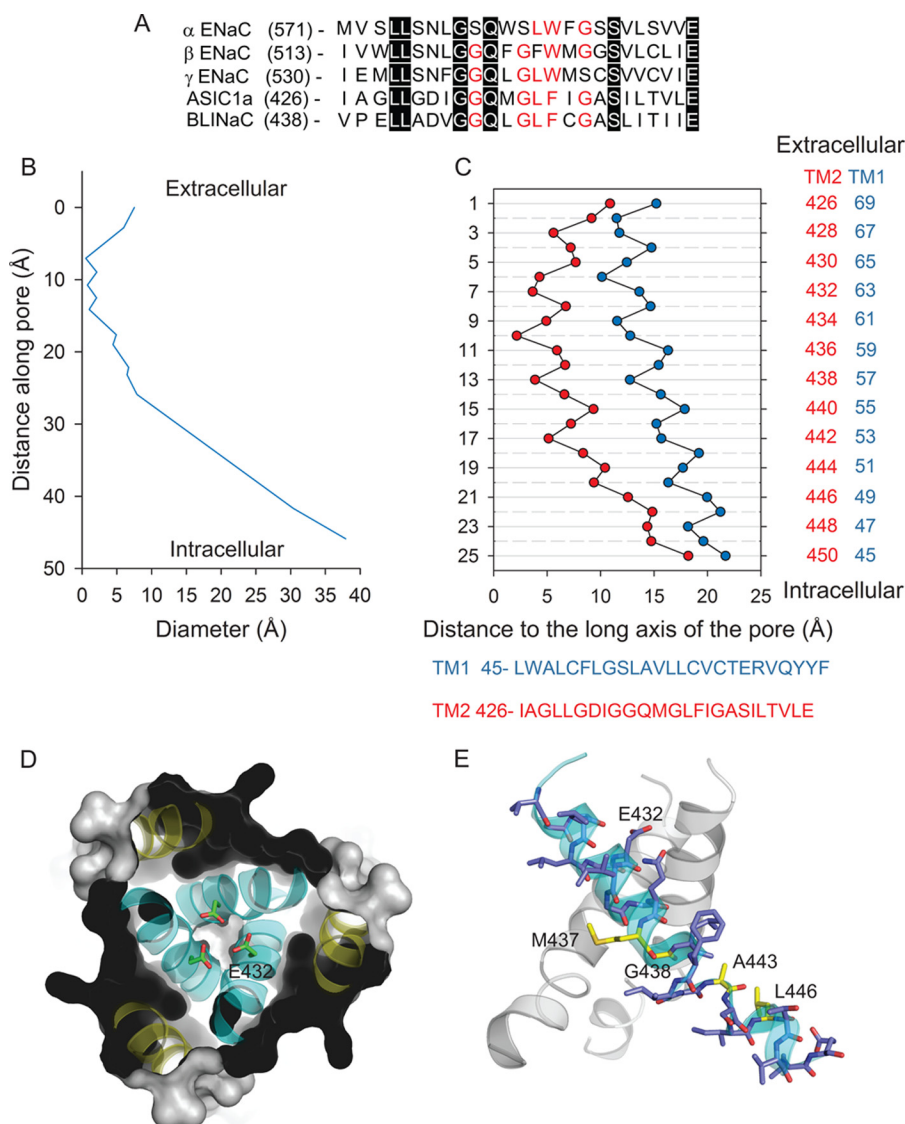 A
α ENaC (571) - MVSLLSNLGSQWSLWFGSSVLSVVE
β ENaC (513) - IVWLLSNLGGQFGFWMGGSVLCLIE
γ ENaC (530) - IEMLLSNFGGQLGLWMSCSVVCVIE
ASIC1a (426) - IAGLLGDIGGQMGLFIGASILTVLE
BLINaC (438) - VPELLADVGGQLGLFCGASLITIIE
B
Extracellular
0
10
20
30
40
50
Distance along pore (Å)
Intracellular
0 5 10 15 20 25 30 35 40
Diameter (Å)
C
Extracellular
TM2 TM1
1 426 69
3 428 67
5 430 65
7 432 63
9 434 61
11 436 59
13 438 57
15 440 55
17 442 53
19 444 51
21 446 49
23 448 47
25 450 45
Intracellular
0 5 10 15 20 25
Distance to the long axis of the pore (Å)
TM1 45- LWALCFLGSLAVLLCVCTERVQYYF
TM2 426- IAGLLGDIGGQMGLFIGASILTVLE
D
E432
E
E432
M437
G438
A443
L446